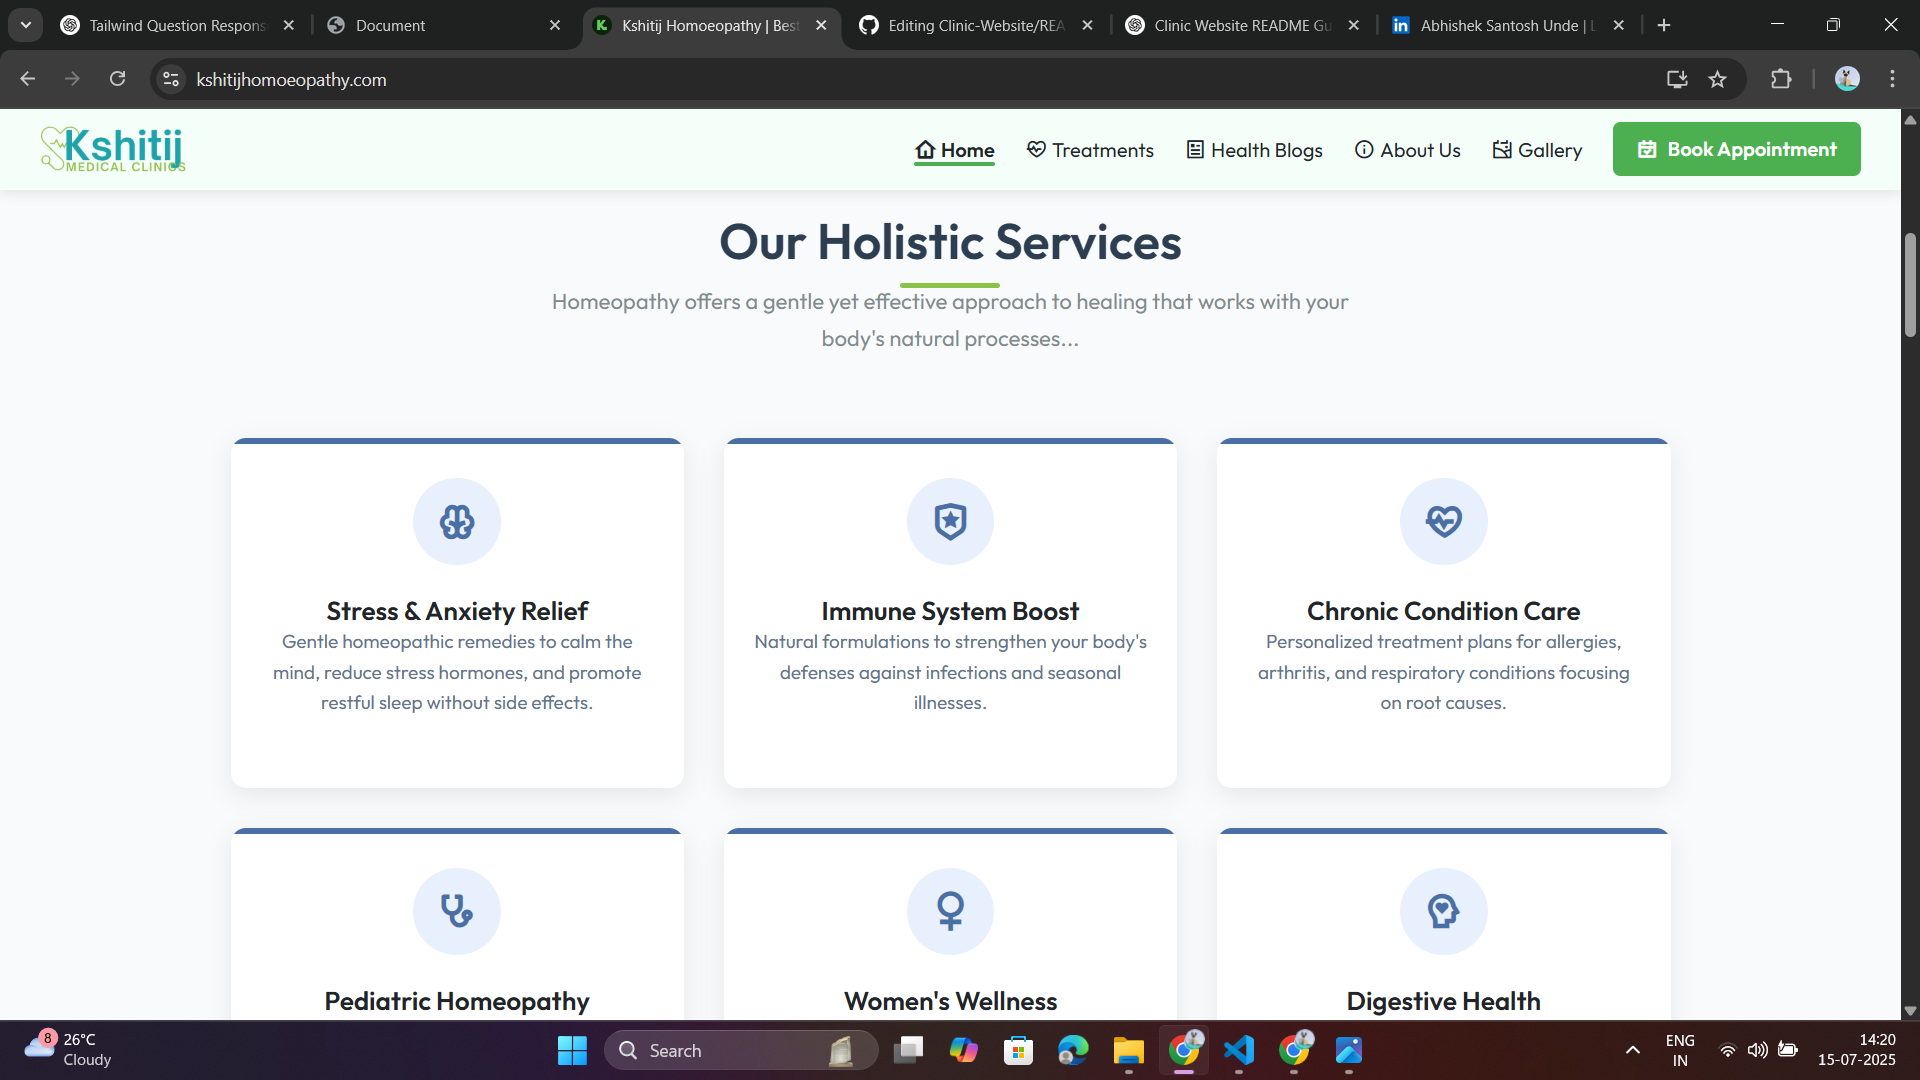 Tailwind Question Respons
Document
Kshitij Homoeopathy | Best
Editing Clinic-Website/REA
Clinic Website README Gu
Abhishek Santosh Unde | L
kshitijhomoeopathy.com
Kshitij
MEDICAL CLINICS
Home
Treatments
Health Blogs
About Us
Gallery
Book Appointment
Our Holistic Services
Homeopathy offers a gentle yet effective approach to healing that works with your
body's natural processes...
Stress & Anxiety Relief
Gentle homeopathic remedies to calm the
mind, reduce stress hormones, and promote
restful sleep without side effects.
Immune System Boost
Natural formulations to strengthen your body's
defenses against infections and seasonal
illnesses.
Chronic Condition Care
Personalized treatment plans for allergies,
arthritis, and respiratory conditions focusing
on root causes.
Pediatric Homeopathy
Women's Wellness
Digestive Health
8
26°C
Cloudy
Search
ENG
IN
14:20
15-07-2025